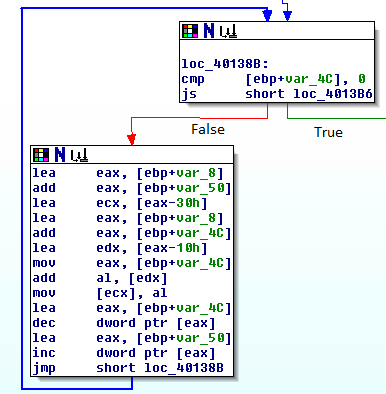 N
loc_40138B:
cmp [ebp+var_4C], 0
js short loc_4013B6
False
True
N
lea eax, [ebp+var_8]
add eax, [ebp+var_50]
lea ecx, [eax-30h]
lea eax, [ebp+var_8]
add eax, [ebp+var_4C]
lea edx, [eax-10h]
mov eax, [ebp+var_4C]
add al, [edx]
mov [ecx], al
lea eax, [ebp+var_4C]
dec dword ptr [eax]
lea eax, [ebp+var_50]
inc dword ptr [eax]
jmp short loc_40138B